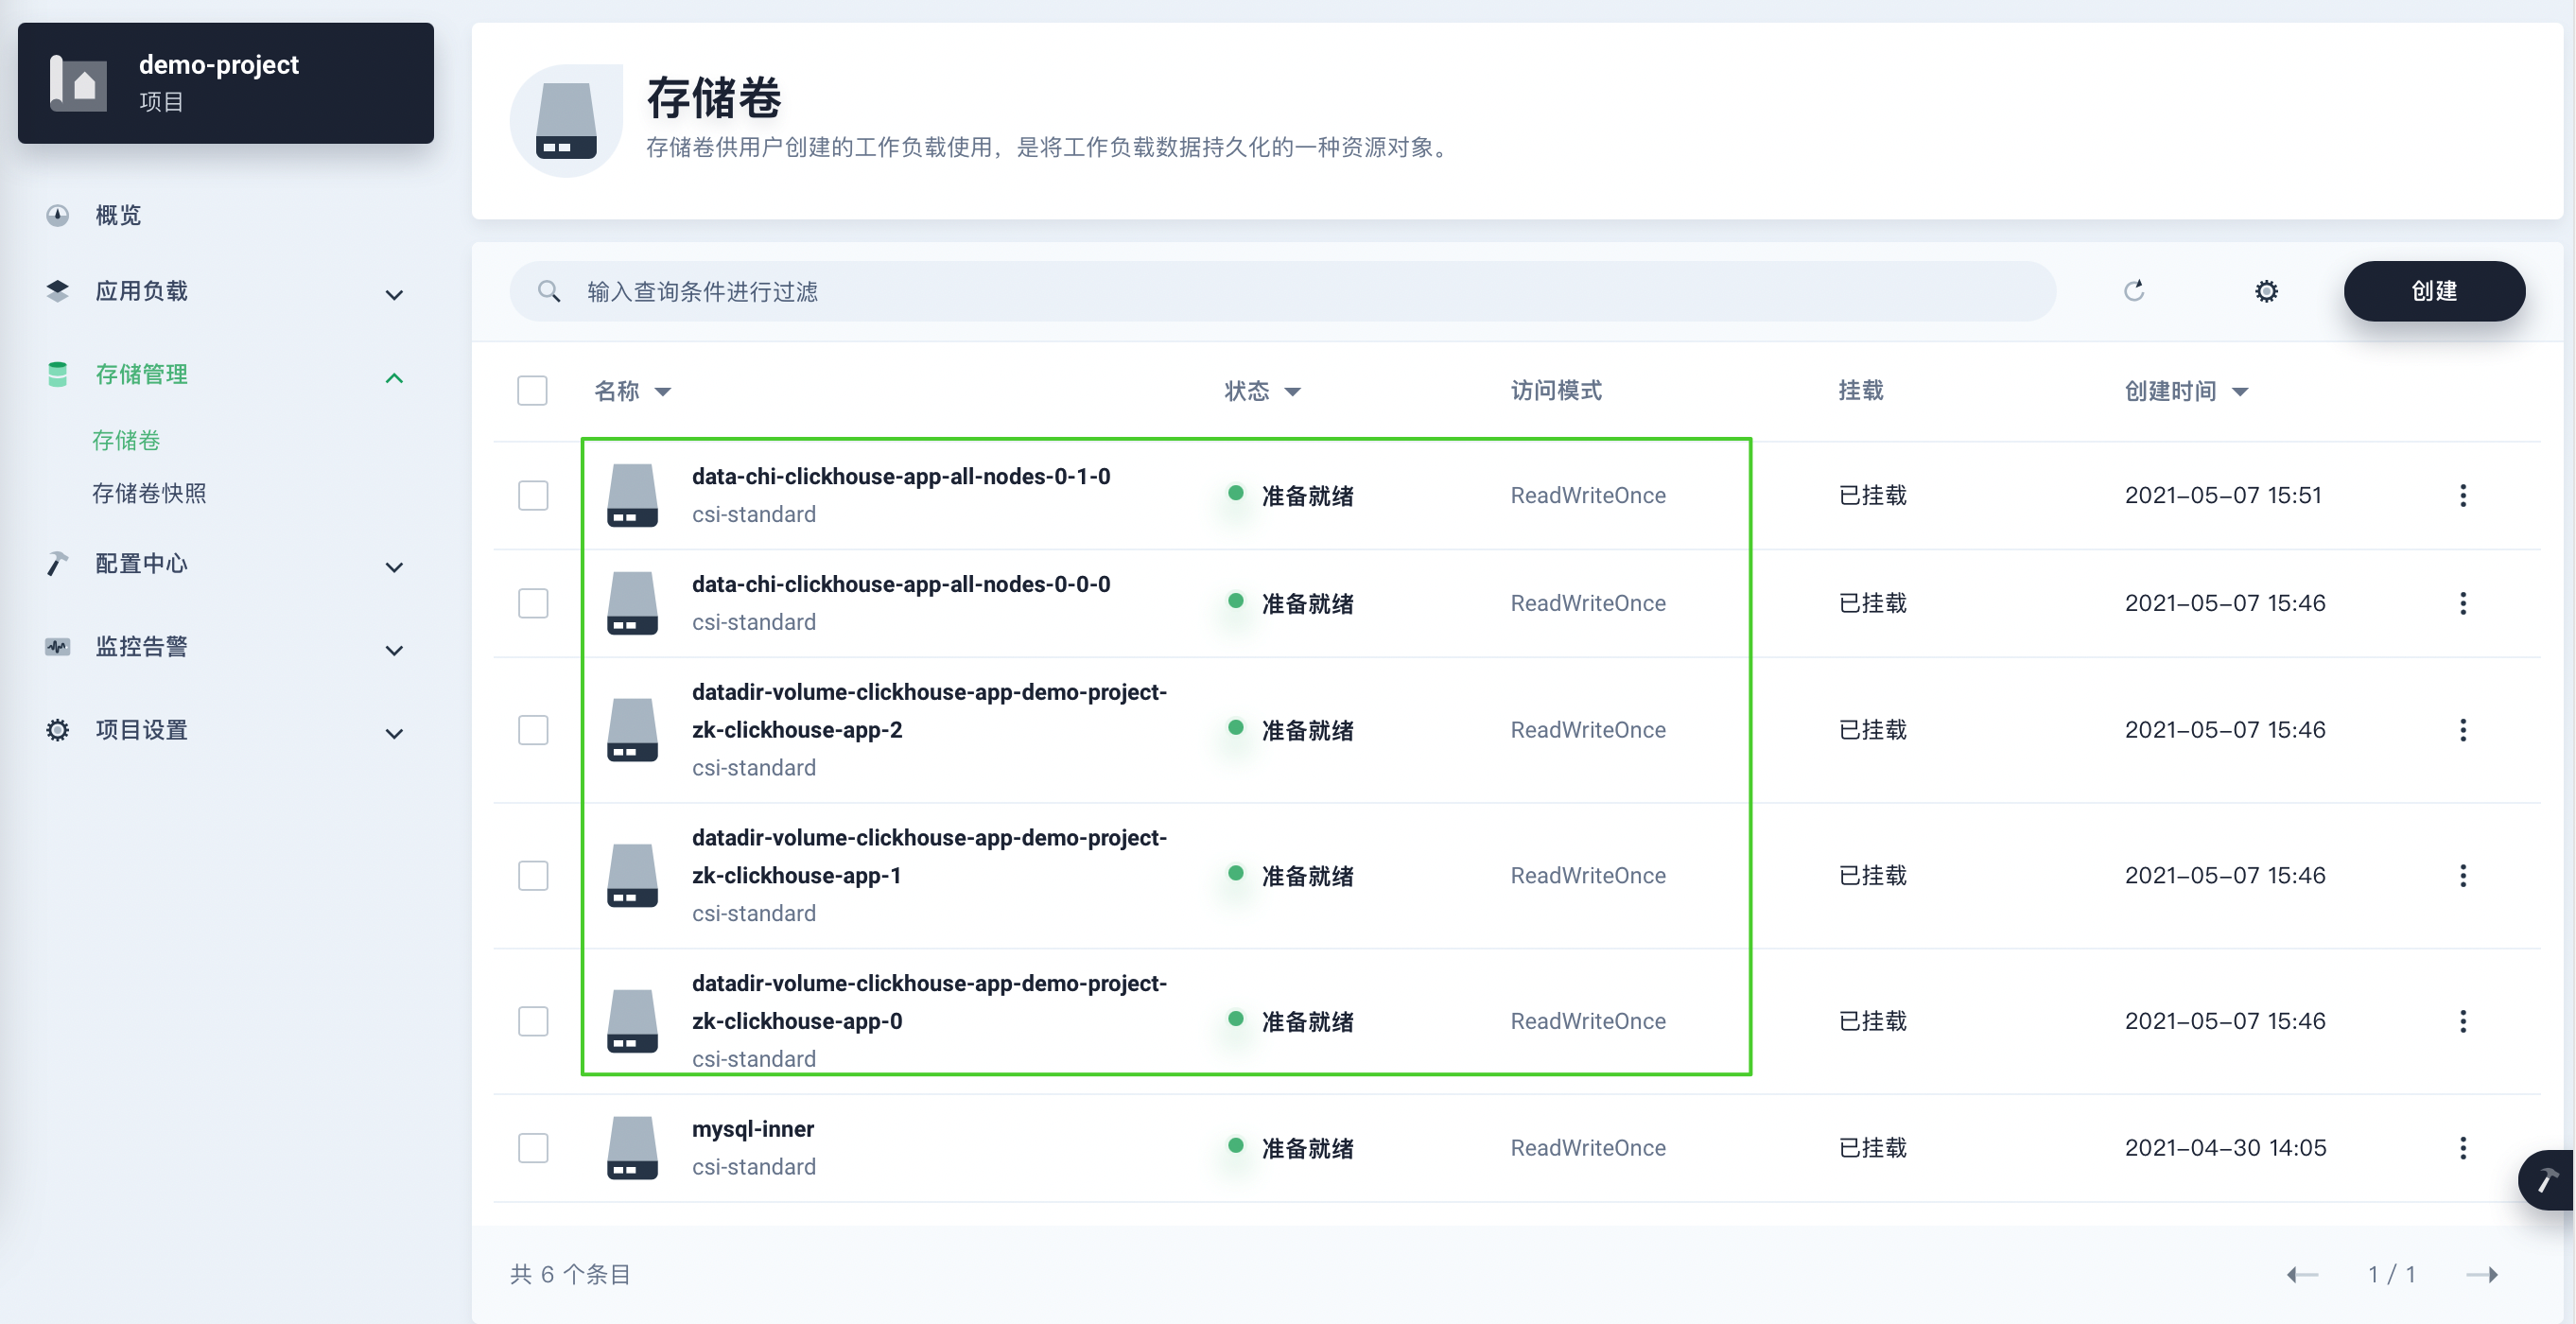 demo-project
项目
概览
应用负载
存储管理
存储卷
存储卷快照
配置中心
监控告警
项目设置
存储卷
存储卷供用户创建的工作负载使用，是将工作负载数据持久化的一种资源对象。
输入查询条件进行过滤
创建
名称 状态 访问模式 挂载 创建时间
data-chi-clickhouse-app-all-nodes-0-1-0
csi-standard
准备就绪 ReadWriteOnce 已挂载 2021-05-07 15:51
data-chi-clickhouse-app-all-nodes-0-0-0
csi-standard
准备就绪 ReadWriteOnce 已挂载 2021-05-07 15:46
datadir-volume-clickhouse-app-demo-project-
zk-clickhouse-app-2
csi-standard
准备就绪 ReadWriteOnce 已挂载 2021-05-07 15:46
datadir-volume-clickhouse-app-demo-project-
zk-clickhouse-app-1
csi-standard
准备就绪 ReadWriteOnce 已挂载 2021-05-07 15:46
datadir-volume-clickhouse-app-demo-project-
zk-clickhouse-app-0
csi-standard
准备就绪 ReadWriteOnce 已挂载 2021-05-07 15:46
mysql-inner
csi-standard
准备就绪 ReadWriteOnce 已挂载 2021-04-30 14:05
共 6 个条目
1 / 1